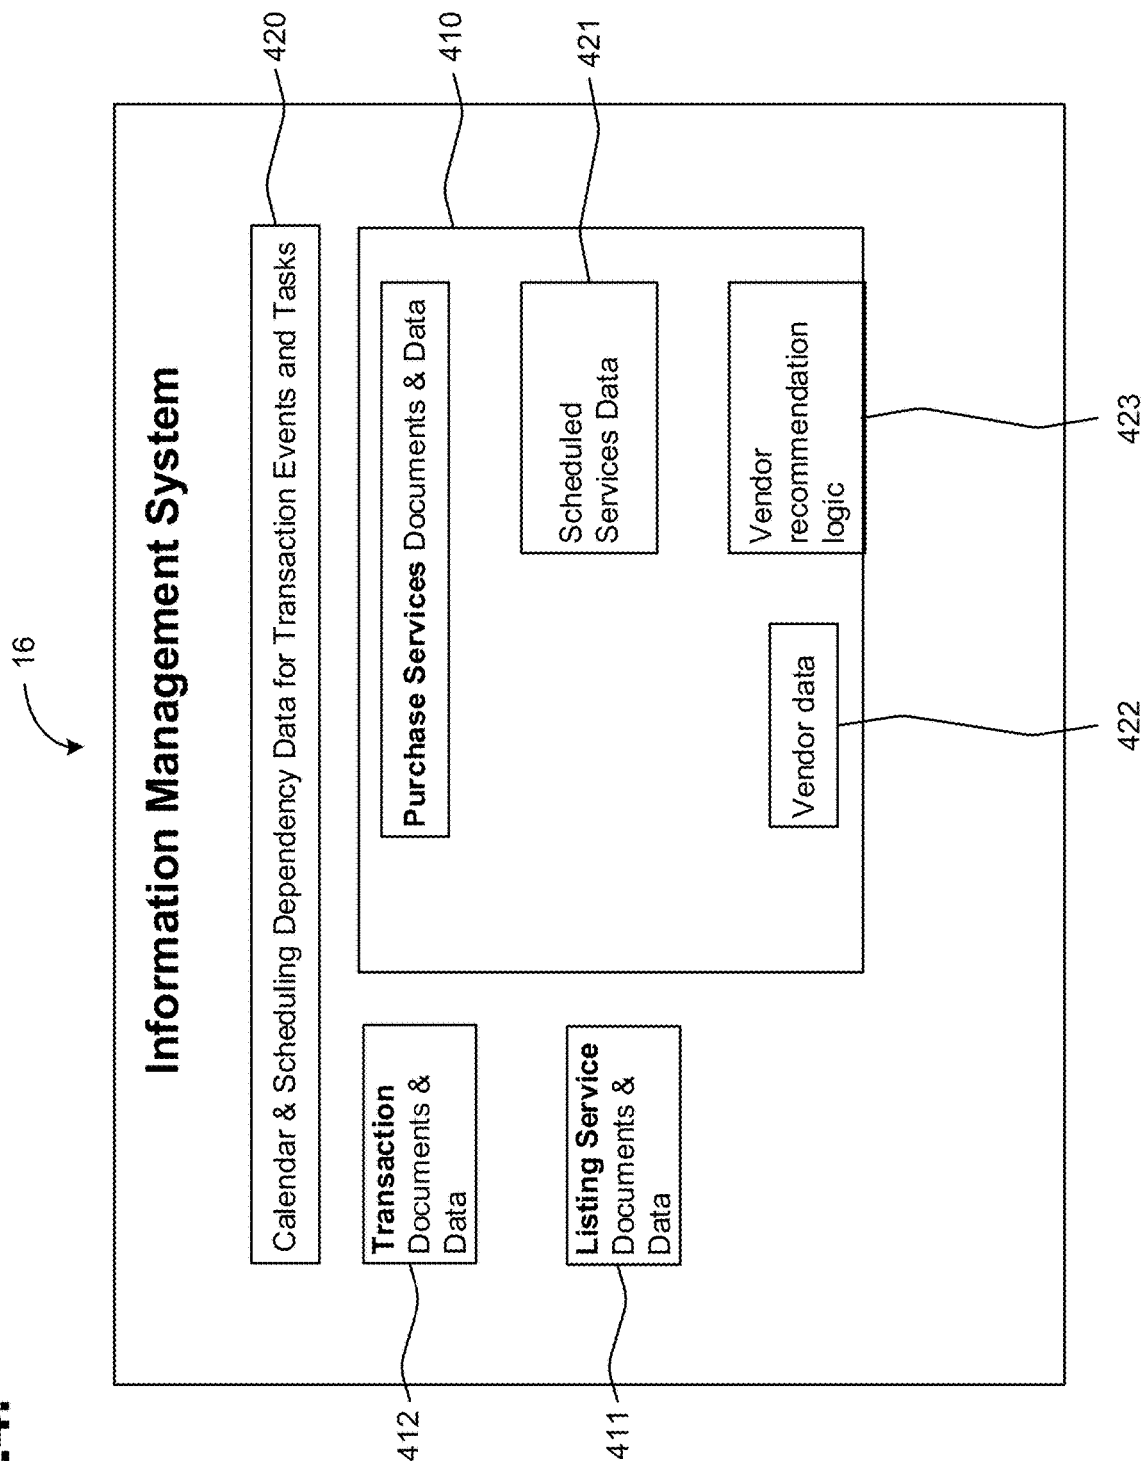 16
Information Management System
Calendar & Scheduling Dependency Data for Transaction Events and Tasks
420
410
421
Transaction
Documents &
Data
412
Listing Service
Documents &
Data
411
Purchase Services Documents & Data
Scheduled
Services Data
Vendor data
422
Vendor
recommendation
logic
423